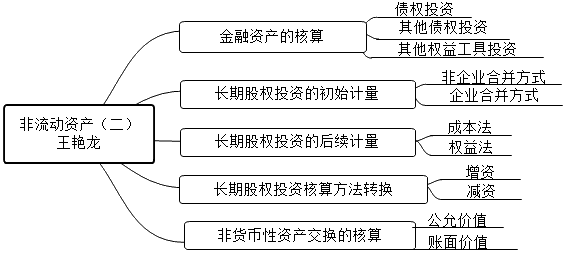 非流动资产（二）
王艳龙
金融资产的核算
债权投资
其他债权投资
其他权益工具投资
长期股权投资的初始计量
非企业合并方式
企业合并方式
长期股权投资的后续计量
成本法
权益法
长期股权投资核算方法转换
增资
减资
非货币性资产交换的核算
公允价值
账面价值